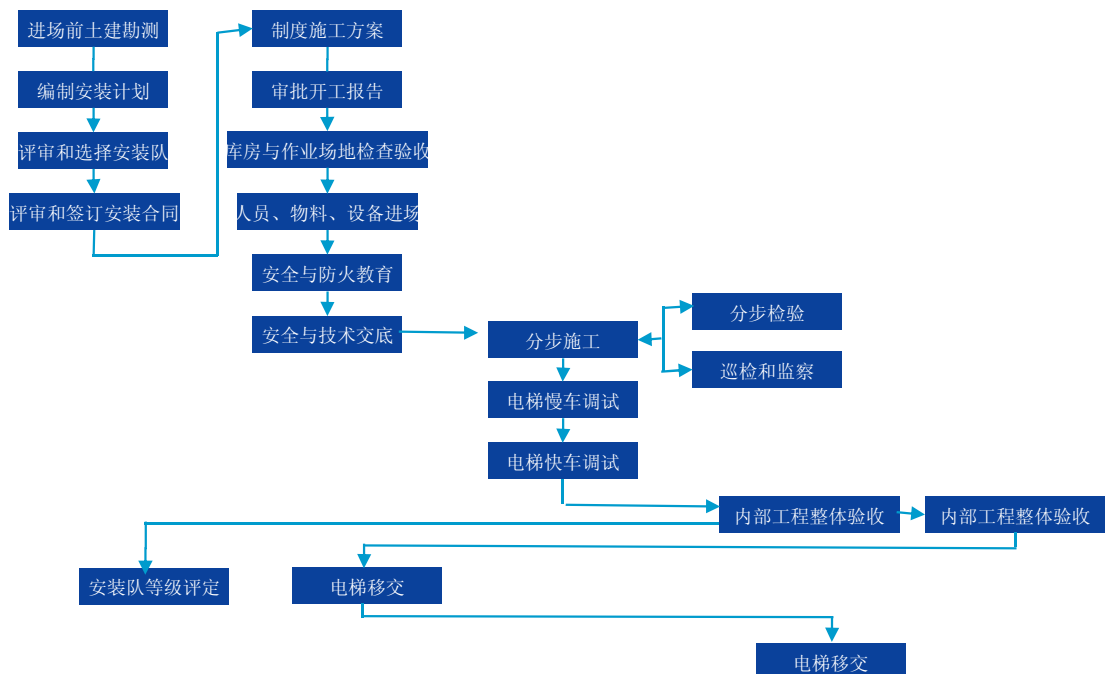 进场前土建勘测
编制安装计划
评审和选择安装队
评审和签订安装合同
制度施工方案
审批开工报告
库房与作业场地检查验收
人员、物料、设备进场
安全与防火教育
安全与技术交底
分步施工
分步检验
巡检和监察
电梯慢车调试
电梯快车调试
内部工程整体验收
内部工程整体验收
安装队等级评定
电梯移交
电梯移交